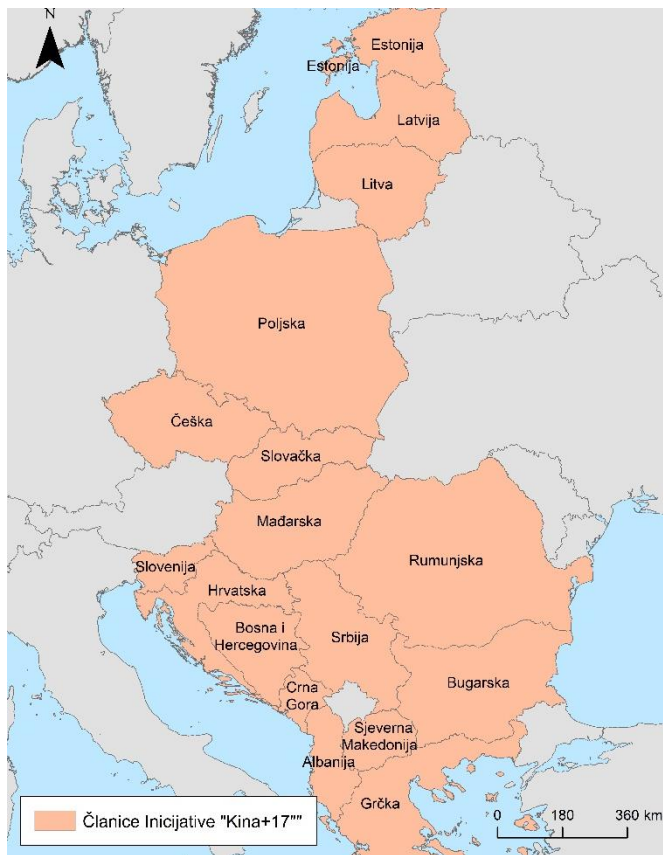 N
Estonija
Estonija
Latvija
Litva
Poljska
Češka
Slovačka
Mađarska
Rumunjska
Slovenija
Hrvatska
Bosna i
Hercegovina
Srbija
Crna
Gora
Bugarska
Sjeverna
Makedonija
Albanija
Grčka
Članice Inicijative "Kina+17""
0 180 360 km